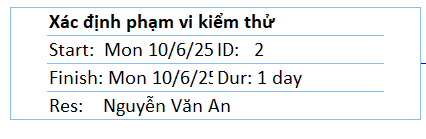 Xác định phạm vi kiểm thử
Start: Mon 10/6/25 ID: 2
Finish: Mon 10/6/25 Dur: 1 day
Res: Nguyễn Văn An